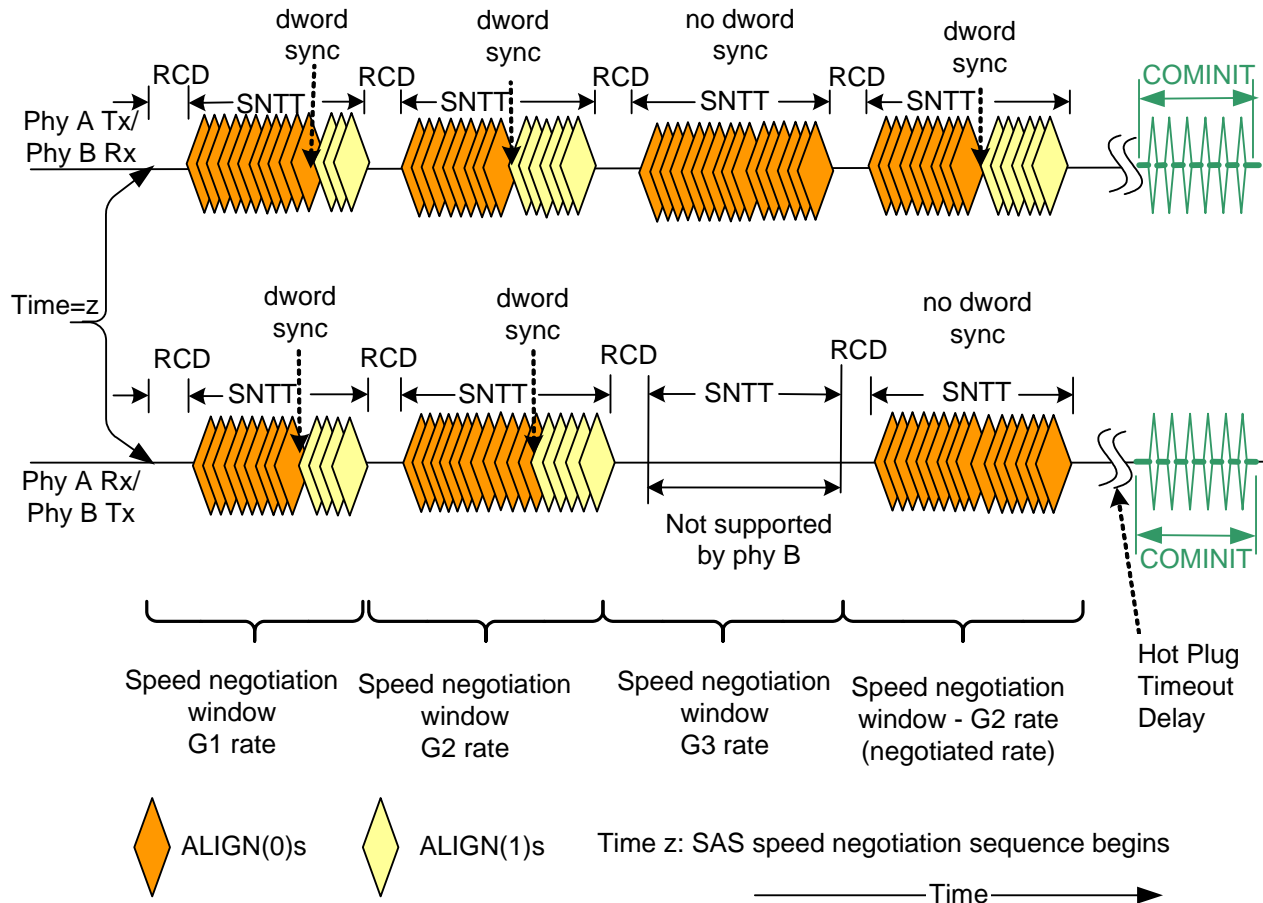 dword
sync
dword
sync
no dword
sync
dword
sync
RCD
RCD
RCD
RCD
COMINIT
SNTT
SNTT
SNTT
SNTT
Phy A Tx/
Phy B Rx
Time=z
dword
sync
dword
sync
no dword
sync
RCD
RCD
RCD
RCD
SNTT
SNTT
SNTT
SNTT
Phy A Rx/
Phy B Tx
Not supported
by phy B
COMINIT
Speed negotiation
window
G1 rate
Speed negotiation
window
G2 rate
Speed negotiation
window
G3 rate
Speed negotiation
window - G2 rate
(negotiated rate)
Hot Plug
Timeout
Delay
ALIGN(0)s
ALIGN(1)s
Time z: SAS speed negotiation sequence begins
Time